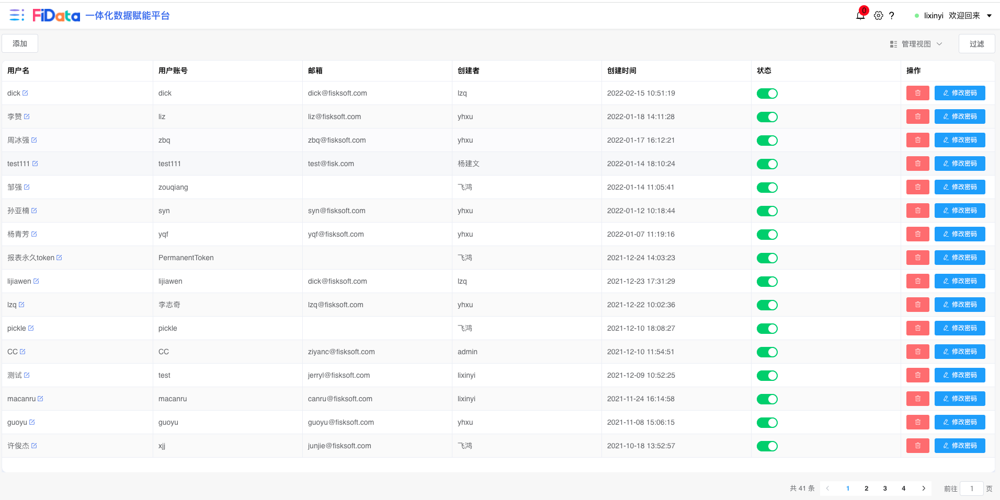 FiData 一体化数据赋能平台 0 ? lixinyi 欢迎回来
添加 管理视图 过滤
用户名 用户账号 邮箱 创建者 创建时间 状态 操作
dick dick dick@fisksoft.com lzq 2022-02-15 10:51:19 修改密码
李赞 liz liz@fisksoft.com yhxu 2022-01-18 14:11:28 修改密码
周冰强 zbq zbq@fisksoft.com yhxu 2022-01-17 16:12:21 修改密码
test111 test111 test@fisk.com 杨建文 2022-01-14 18:10:24 修改密码
邹强 zouqiang 飞鸿 2022-01-14 11:05:41 修改密码
孙亚楠 syn syn@fisksoft.com yhxu 2022-01-12 10:18:44 修改密码
杨青芳 yqf yqf@fisksoft.com yhxu 2022-01-07 11:19:16 修改密码
报表永久token PermanentToken 飞鸿 2021-12-24 14:03:23 修改密码
lijiawen lijiawen dick@fisksoft.com lzq 2021-12-23 17:31:29 修改密码
lzq 李志奇 lzq@fisksoft.com yhxu 2021-12-22 10:02:36 修改密码
pickle pickle 飞鸿 2021-12-10 18:08:27 修改密码
CC CC ziyanc@fisksoft.com admin 2021-12-10 11:54:51 修改密码
测试 test jerryl@fisksoft.com lixinyi 2021-12-09 10:52:25 修改密码
macanru macanru canru@fisksoft.com lixinyi 2021-11-24 16:14:58 修改密码
guoyu guoyu guoyu@fisksoft.com yhxu 2021-11-08 15:06:15 修改密码
许俊杰 xjj junjie@fisksoft.com 飞鸿 2021-10-18 13:52:57 修改密码
共 41 条 1 2 3 4 前往 1 页